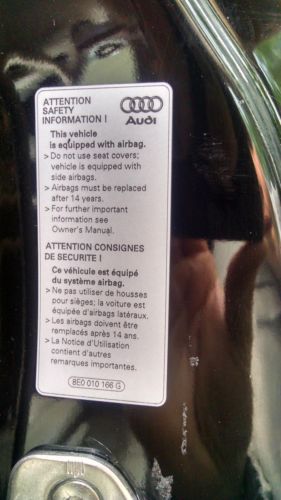 ATTENTION
SAFETY
INFORMATION !
Audi
This vehicle
is equipped with airbag.
> Do not use seat covers;
vehicle is equipped with
side airbags.
> Airbags must be replaced
after 14 years.
> For further important
information see
Owner's Manual.
ATTENTION CONSIGNES
DE SECURITE !
Ce véhicule est équipé
du système airbag.
> Ne pas utiliser de housses
pour sièges; la voiture est
équipée d'airbags latéraux.
> Les airbags doivent être
remplacés après 14 ans.
> La Notice d'Utilisation
contient d'autres
remarques importantes.
8E0 010 166 G